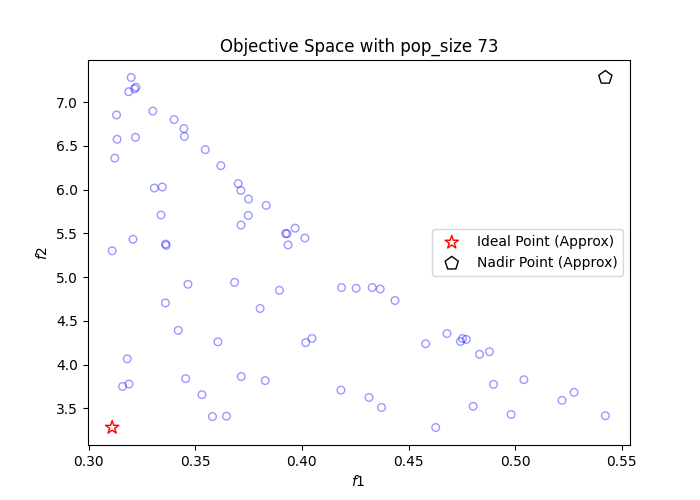 Objective Space with pop_size 73
7.0
6.5
6.0
5.5
5.0
4.5
4.0
3.5
f2
Ideal Point (Approx)
Nadir Point (Approx)
0.30 0.35 0.40 0.45 0.50 0.55
f1